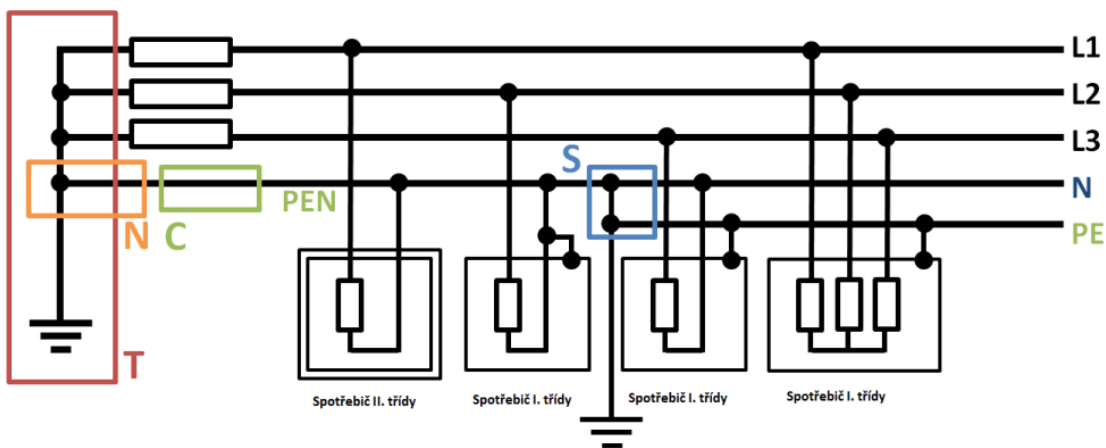 L1
L2
L3
S
N
PEN
N
C
PE
T
Spotřebič II. třídy
Spotřebič I. třídy
Spotřebič I. třídy
Spotřebič I. třídy